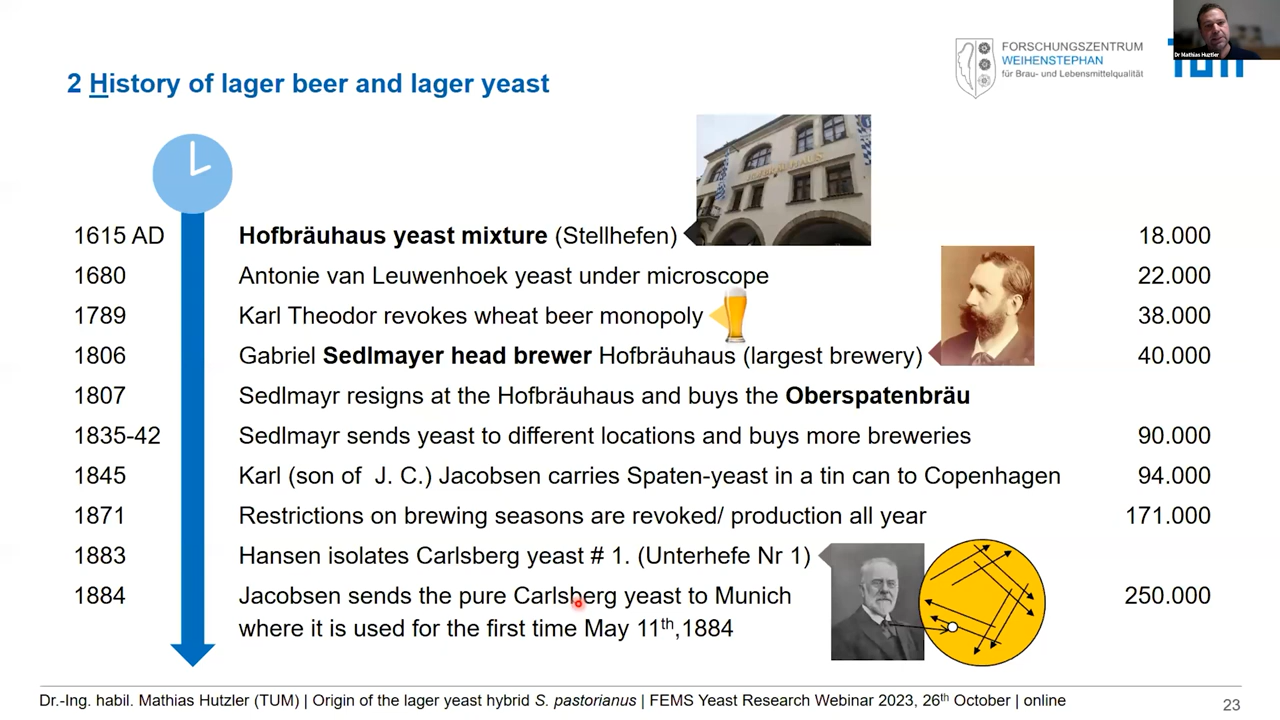 Dr Mathias Hutzler
FORSCHUNGSZENTRUM
WEIHENSTEPHAN
für Brau- und Lebensmittelqualität
TUM
2 History of lager beer and lager yeast
HOFBRÄUHAUS
1615 AD Hofbräuhaus yeast mixture (Stellhefen) 18.000
1680 Antonie van Leuwenhoek yeast under microscope 22.000
1789 Karl Theodor revokes wheat beer monopoly 38.000
1806 Gabriel Sedlmayer head brewer Hofbräuhaus (largest brewery) 40.000
1807 Sedlmayr resigns at the Hofbräuhaus and buys the Oberspatenbräu
1835-42 Sedlmayr sends yeast to different locations and buys more breweries 90.000
1845 Karl (son of J. C.) Jacobsen carries Spaten-yeast in a tin can to Copenhagen 94.000
1871 Restrictions on brewing seasons are revoked/ production all year 171.000
1883 Hansen isolates Carlsberg yeast # 1. (Unterhefe Nr 1)
1884 Jacobsen sends the pure Carlsberg yeast to Munich 250.000
where it is used for the first time May 11th,1884
Dr.-Ing. habil. Mathias Hutzler (TUM) | Origin of the lager yeast hybrid S. pastorianus | FEMS Yeast Research Webinar 2023, 26th October | online
23